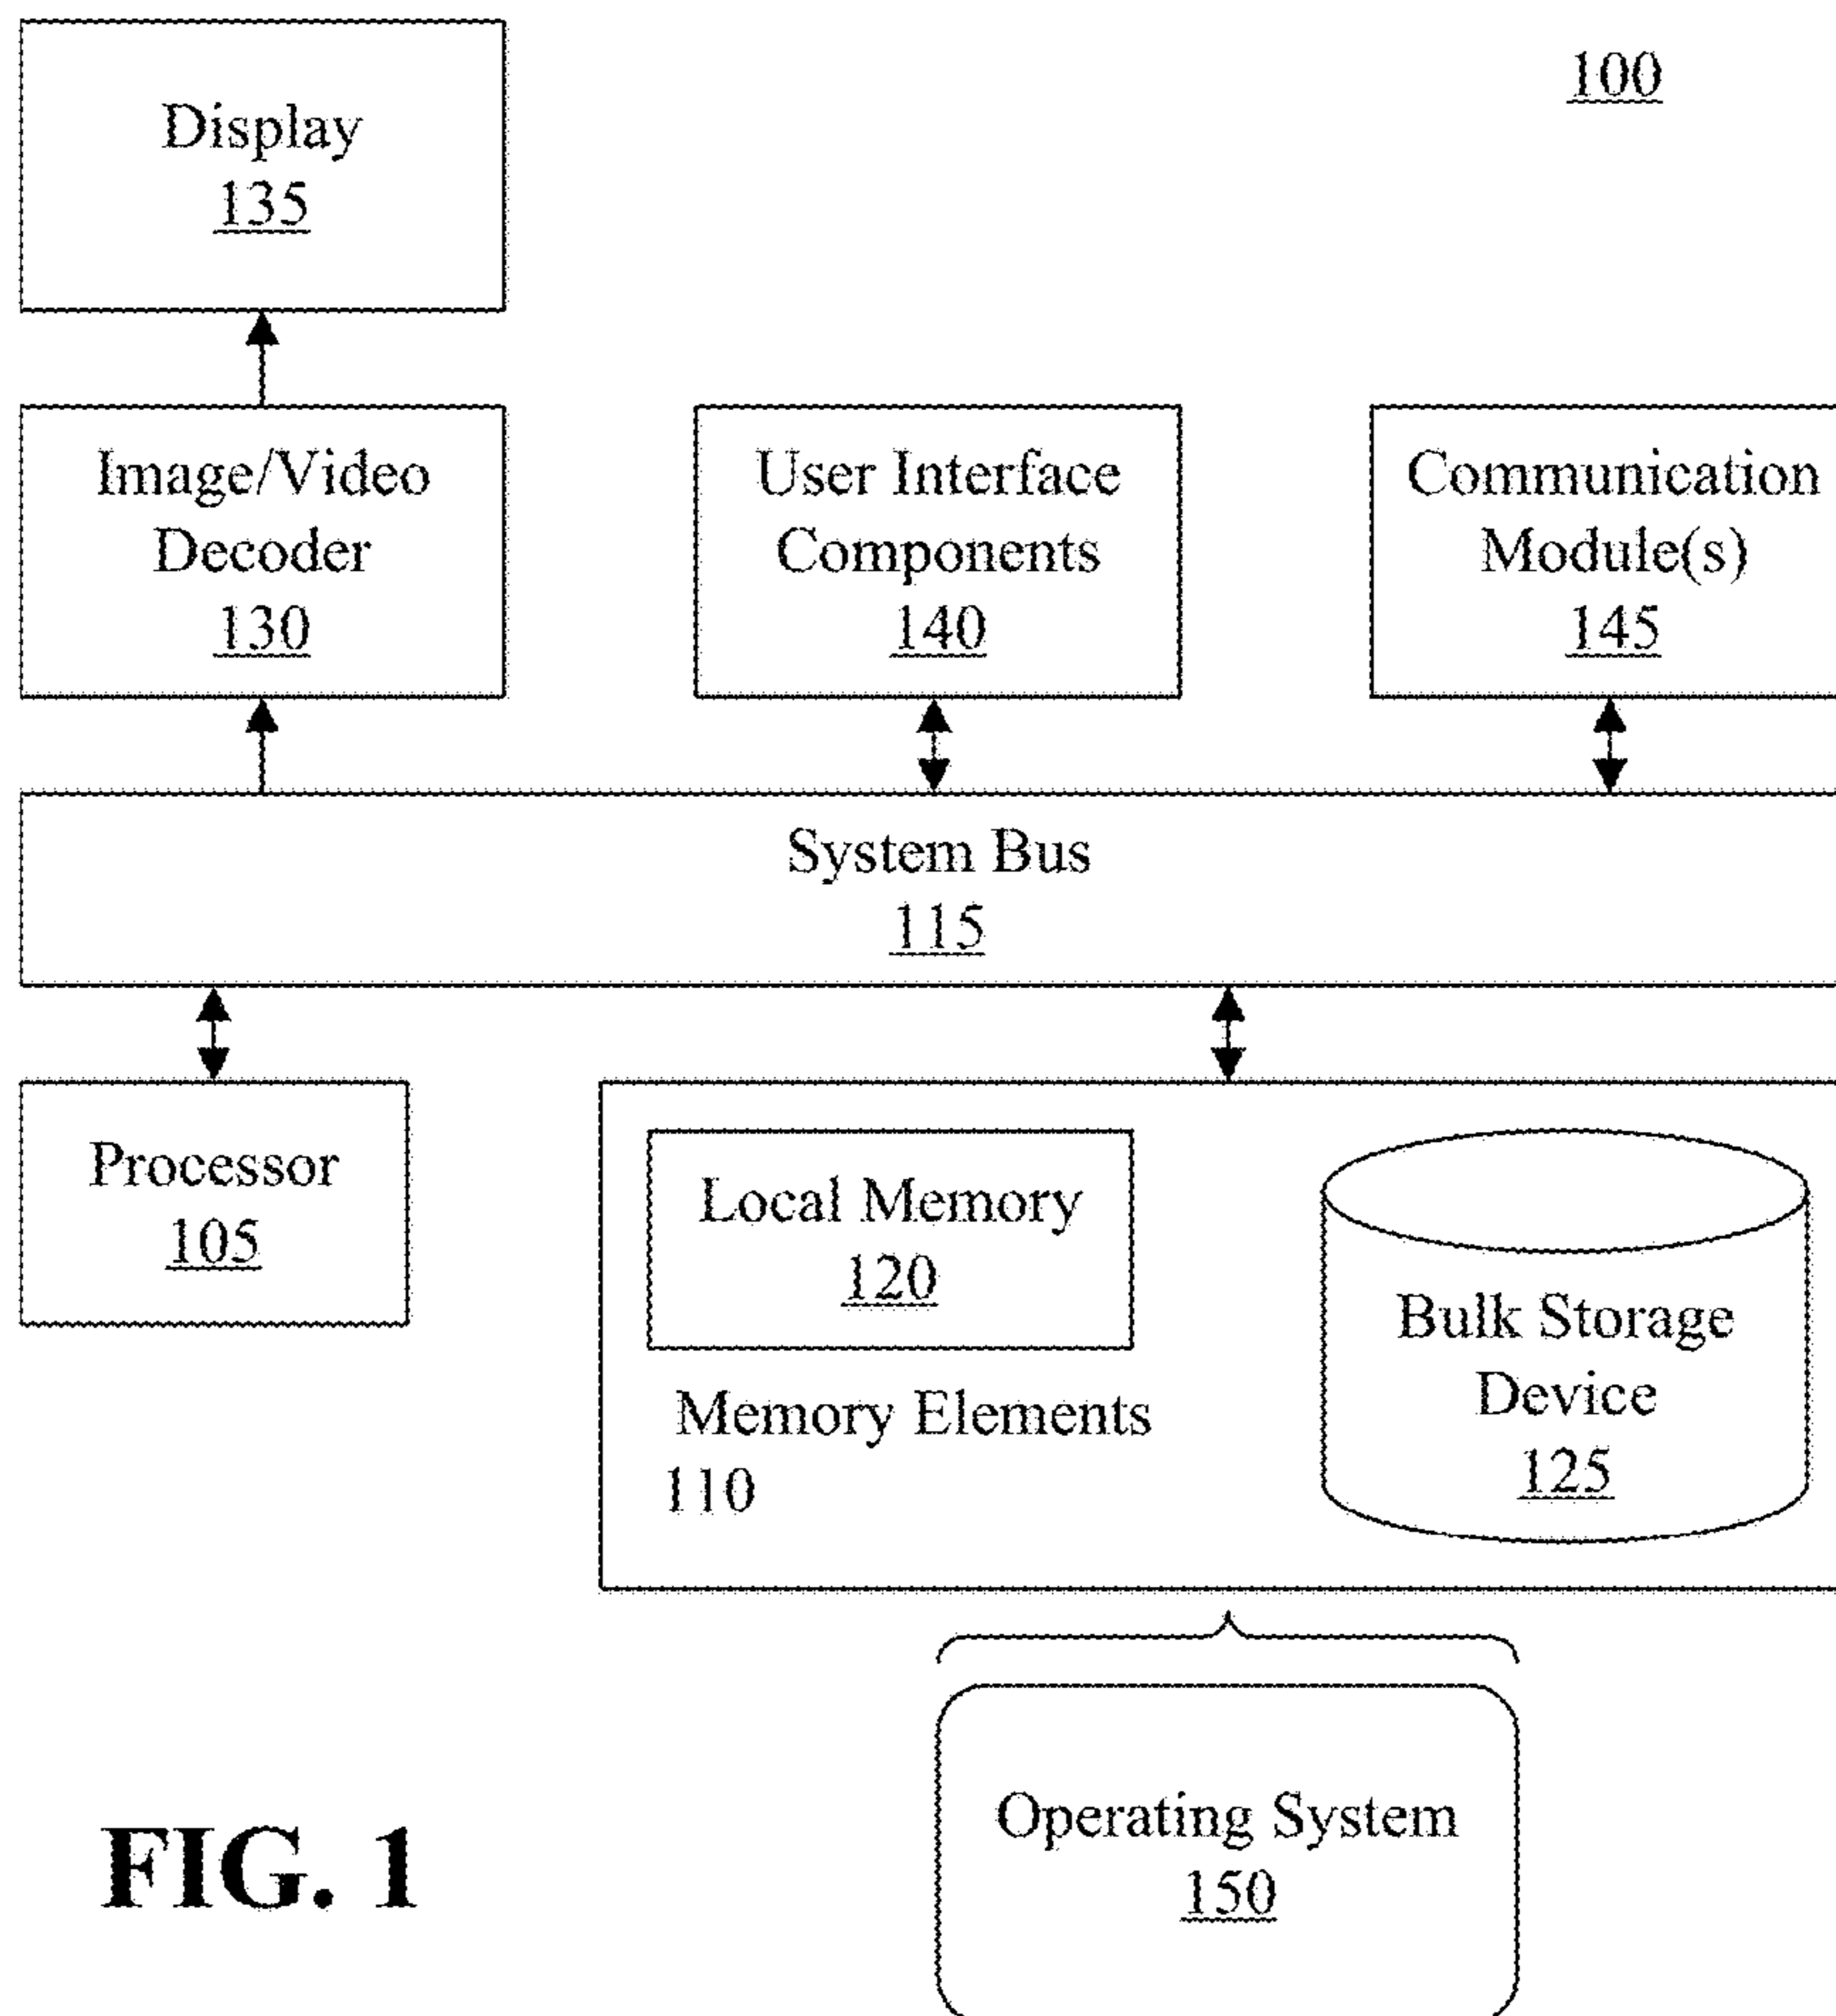 100
Display
135
Image/Video
Decoder
130
User Interface
Components
140
Communication
Module(s)
145
System Bus
115
Processor
105
Local Memory
120
Memory Elements
110
Bulk Storage
Device
125
Operating System
150
FIG. 1